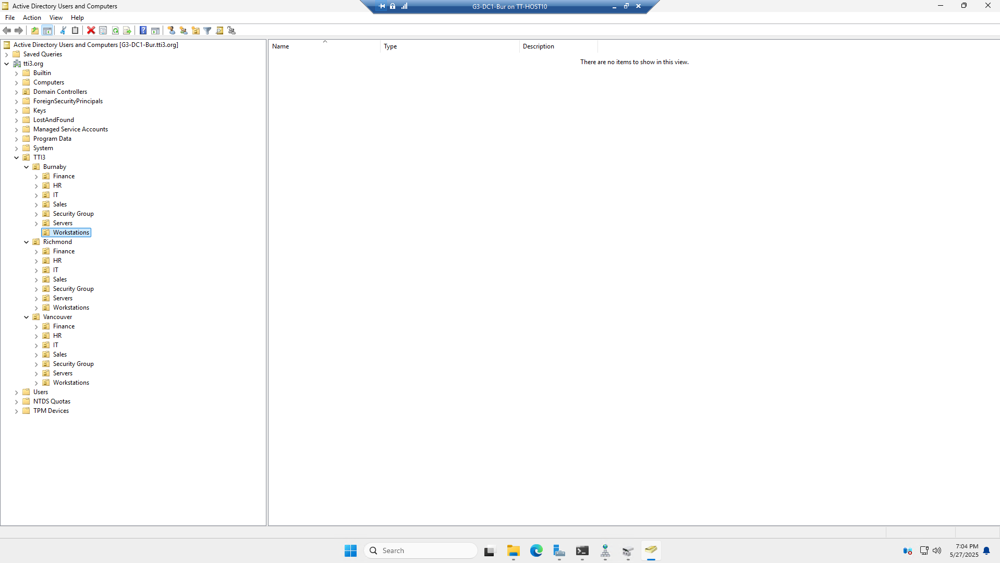 Active Directory Users and Computers
G3-DC1-Bur on TT-HOST10
File Action View Help
Active Directory Users and Computers [G3-DC1-Bur.tti3.org]
Saved Queries
tti3.org
Builtin
Computers
Domain Controllers
ForeignSecurityPrincipals
Keys
LostAndFound
Managed Service Accounts
Program Data
System
TTI3
Burnaby
Finance
HR
IT
Sales
Security Group
Servers
Workstations
Richmond
Finance
HR
IT
Sales
Security Group
Servers
Workstations
Vancouver
Finance
HR
IT
Sales
Security Group
Servers
Workstations
Users
NTDS Quotas
TPM Devices
Name Type Description
There are no items to show in this view.
Search
7:04 PM
5/27/2025